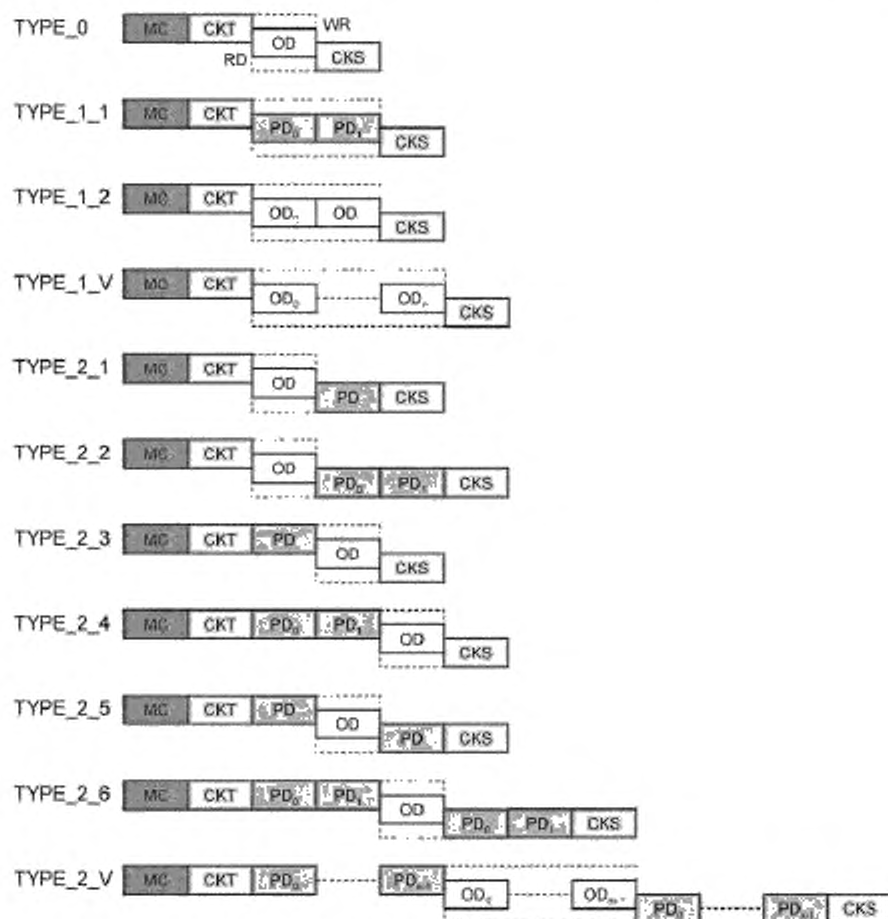 TYPE_0 MC CKT OD WR
RD CKS
TYPE_1_1 MC CKT PD₀ PD₁ CKS
TYPE_1_2 MC CKT OD OD CKS
TYPE_1_V MC CKT OD₀ OD CKS
TYPE_2_1 MC CKT OD PD CKS
TYPE_2_2 MC CKT OD PD₀ PD₁ CKS
TYPE_2_3 MC CKT PD OD CKS
TYPE_2_4 MC CKT PD₀ PD₁ OD CKS
TYPE_2_5 MC CKT PD OD PD CKS
TYPE_2_6 MC CKT PD₀ PD₁ OD PD₀ PD₁ CKS
TYPE_2_V MC CKT PD₀ PD OD₀ OD PD₀ PD CKS